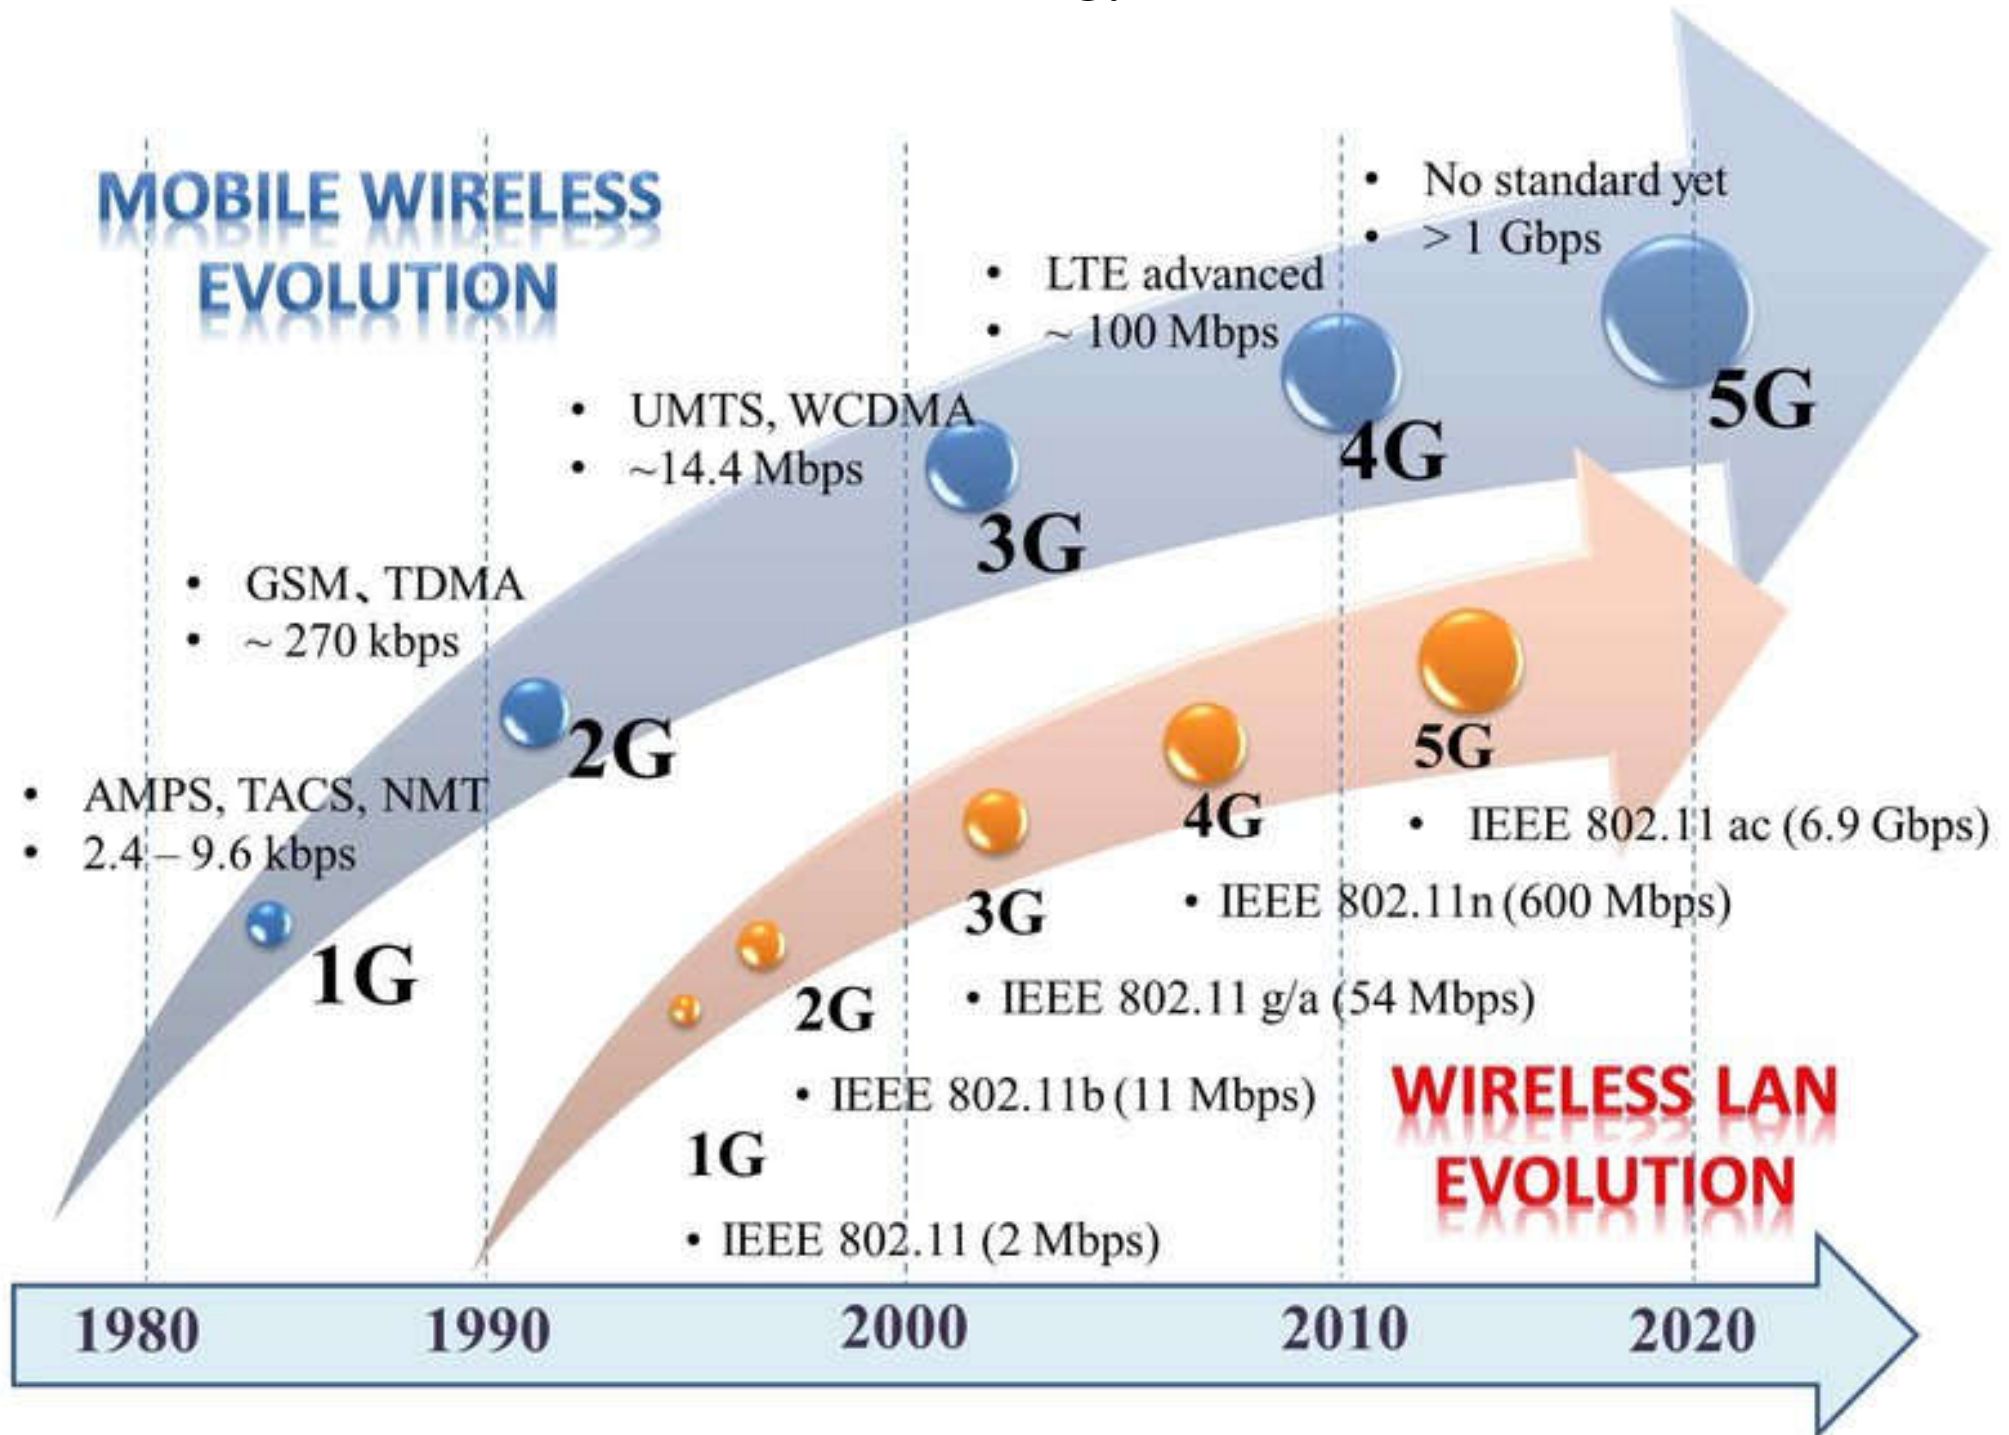 MOBILE WIRELESS
EVOLUTION
• No standard yet
• > 1 Gbps
5G
• LTE advanced
• ~ 100 Mbps
4G
• UMTS, WCDMA
• ~14.4 Mbps
3G
• GSM、TDMA
• ~ 270 kbps
2G
• AMPS, TACS, NMT
• 2.4 – 9.6 kbps
1G
5G
• IEEE 802.11 ac (6.9 Gbps)
4G
• IEEE 802.11n (600 Mbps)
3G
• IEEE 802.11 g/a (54 Mbps)
2G
• IEEE 802.11b (11 Mbps)
1G
• IEEE 802.11 (2 Mbps)
WIRELESS LAN
EVOLUTION
1980 1990 2000 2010 2020